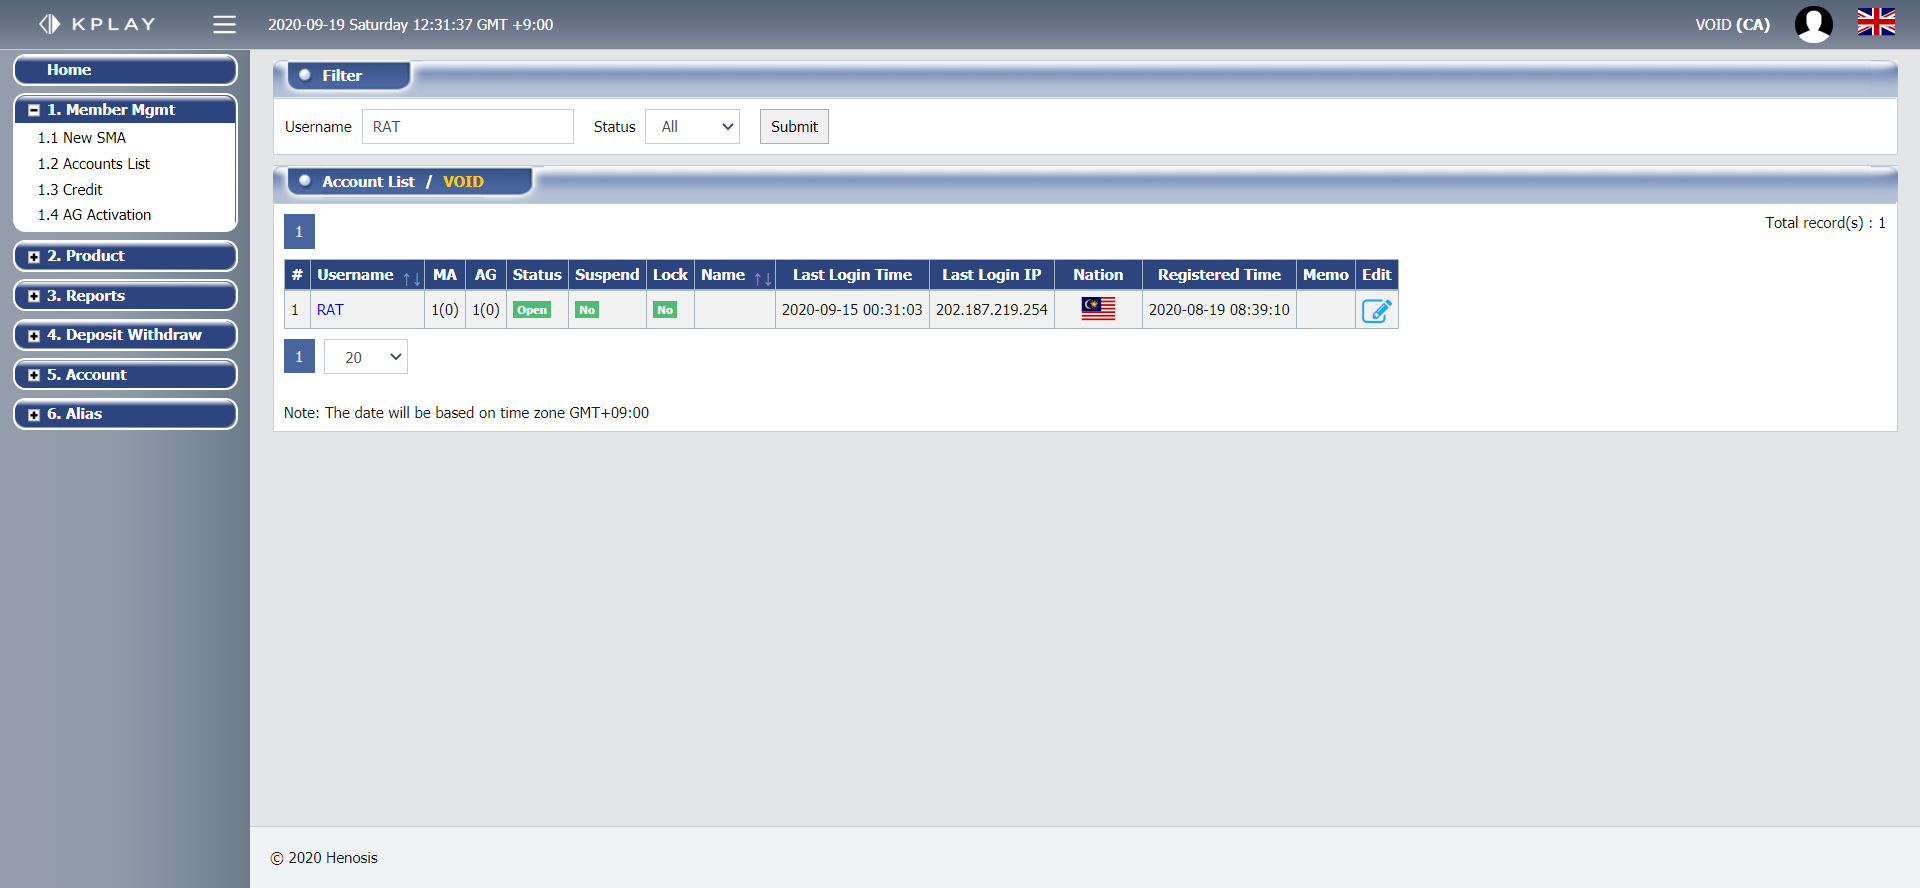 KPLAY
2020-09-19 Saturday 12:31:37 GMT +9:00
VOID (CA)
Home
1. Member Mgmt
1.1 New SMA
1.2 Accounts List
1.3 Credit
1.4 AG Activation
2. Product
3. Reports
4. Deposit Withdraw
5. Account
6. Alias
Filter
Username RAT Status All Submit
Account List / VOID
1
Total record(s) : 1
# Username MA AG Status Suspend Lock Name Last Login Time Last Login IP Nation Registered Time Memo Edit
1 RAT 1(0) 1(0) Open No No 2020-09-15 00:31:03 202.187.219.254 2020-08-19 08:39:10
1 20
Note: The date will be based on time zone GMT+09:00
© 2020 Henosis